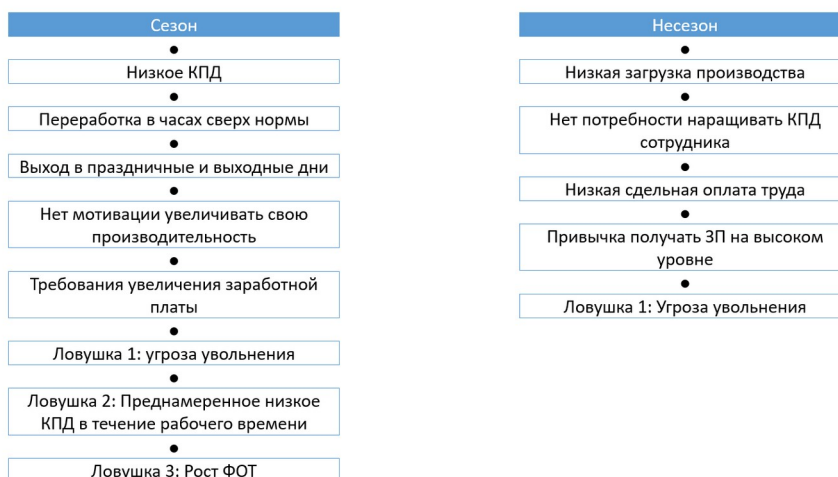 Сезон
Низкое КПД
Переработка в часах сверх нормы
Выход в праздничные и выходные дни
Нет мотивации увеличивать свою
производительность
Требования увеличения заработной
платы
Ловушка 1: угроза увольнения
Ловушка 2: Преднамеренное низкое
КПД в течение рабочего времени
Ловушка 3: Рост ФОТ
Несезон
Низкая загрузка производства
Нет потребности наращивать КПД
сотрудника
Низкая сдельная оплата труда
Привычка получать ЗП на высоком
уровне
Ловушка 1: Угроза увольнения